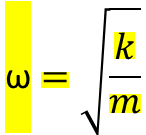 ω = √(k/m)